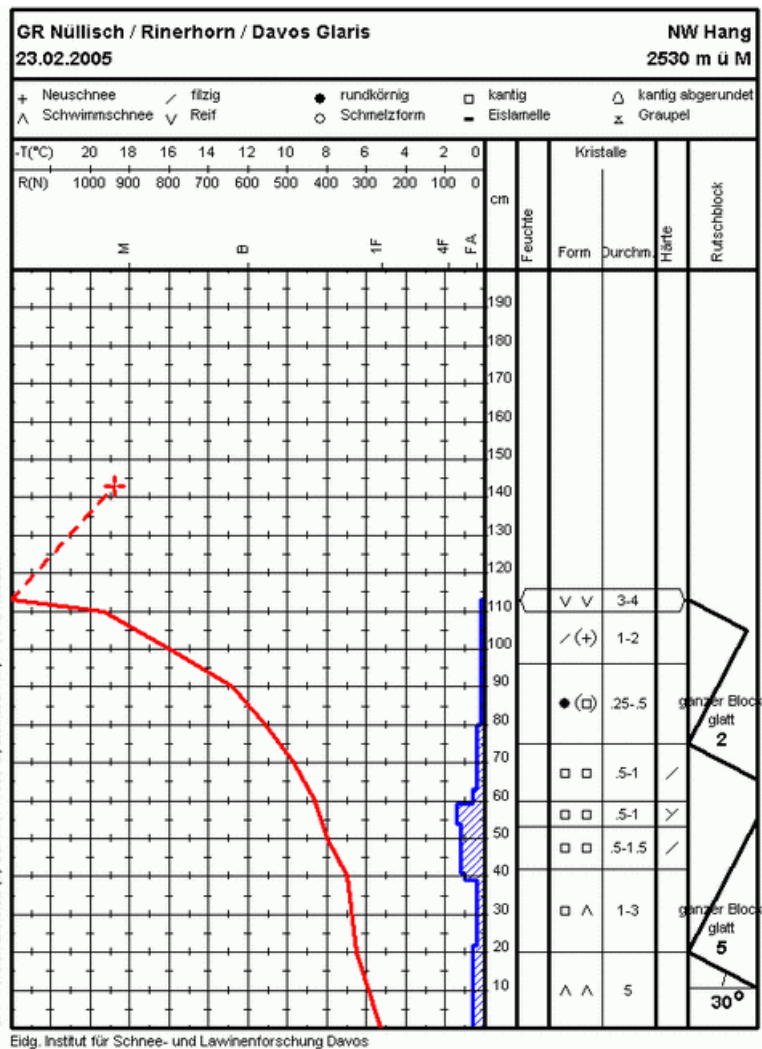 GR Nüllisch / Rinerhorn / Davos Glaris NW Hang
23.02.2005 2530 m ü M
+ Neuschnee / filzig ● rundkörnig □ kantig kantig abgerundet
∧ Schwimmschnee ∨ Reif ○ Schmelzform - Eislamelle Graupel
-T(°C) 20 18 16 14 12 10 8 6 4 2 0
R(N) 1000 900 800 700 600 500 400 300 200 100 0
M B 1F 4F FA
cm
Feuchte
Kristalle
Form Durchm.
Härte
Rutschblock
190
180
170
160
150
140
130
120
110 ∨ ∨ 3-4
100 / (+) 1-2
90
80 ● (□) .25-.5 ganzer Block
glatt
2
70 □ □ .5-1 /
60 □ □ .5-1
50 □ □ .5-1.5 /
40
30 □ ∧ 1-3 ganzer Block
glatt
20 5
10 ∧ ∧ 5 30°
Eidg. Institut für Schnee- und Lawinenforschung Davos